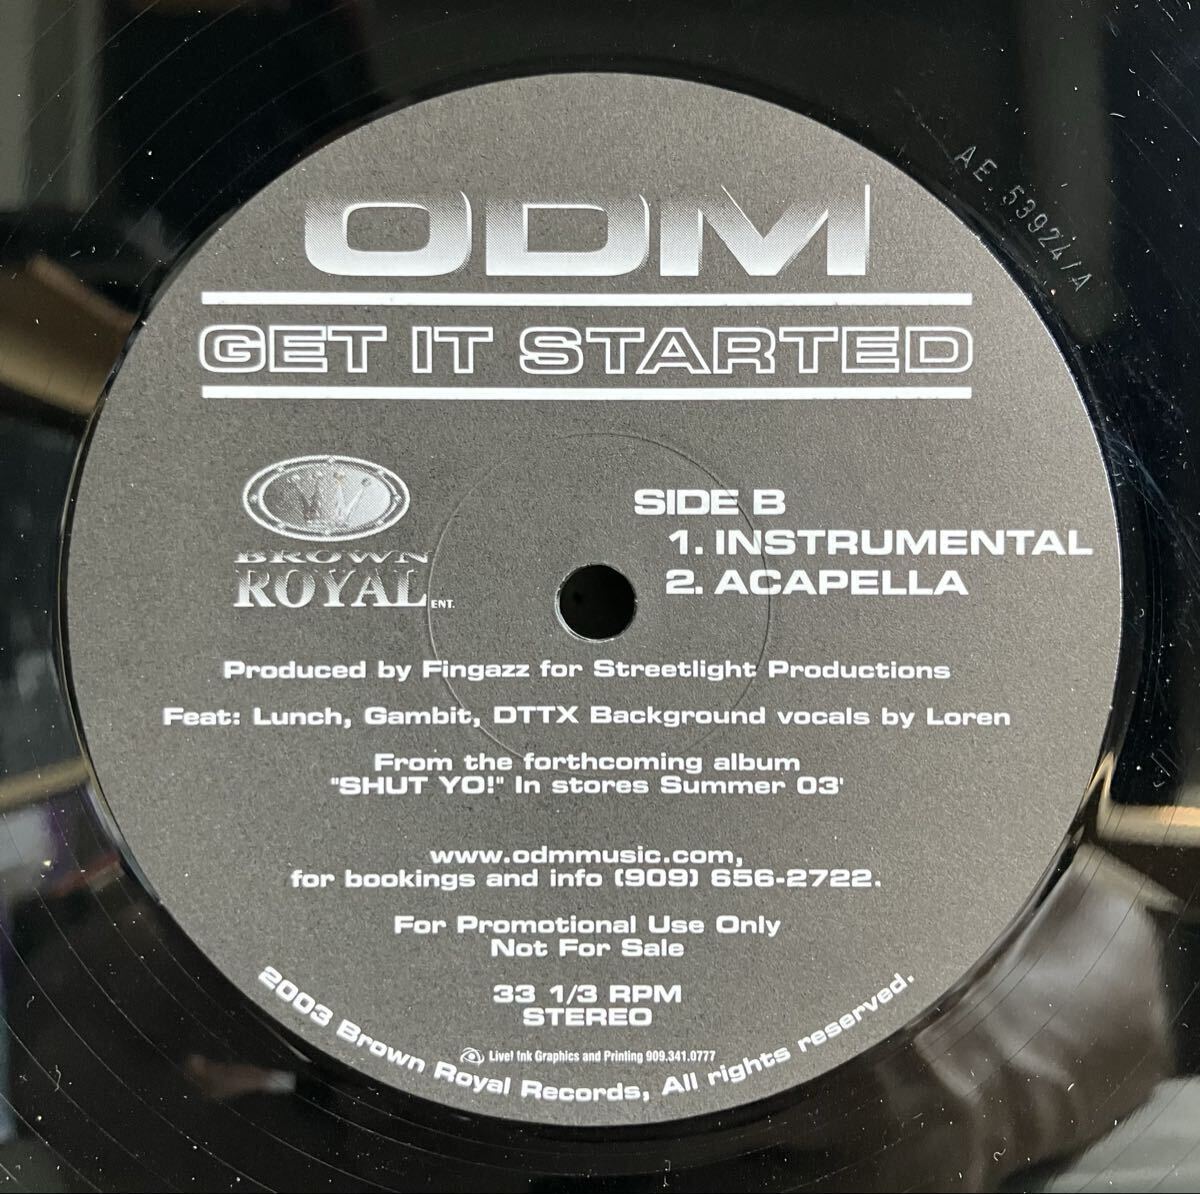 ODM
GET IT STARTED
AE. 53924/A
BROWN
ROYAL ENT.
SIDE B
1. INSTRUMENTAL
2. ACAPELLA
Produced by Fingazz for Streetlight Productions
Feat: Lunch, Gambit, DTTX Background vocals by Loren
From the forthcoming album
"SHUT YO!" In stores Summer 03'
www.odmmusic.com,
for bookings and info (909) 656-2722.
For Promotional Use Only
Not For Sale
33 1/3 RPM
STEREO
Live! Ink Graphics and Printing 909.341.0777
2003 Brown Royal Records, All rights reserved.